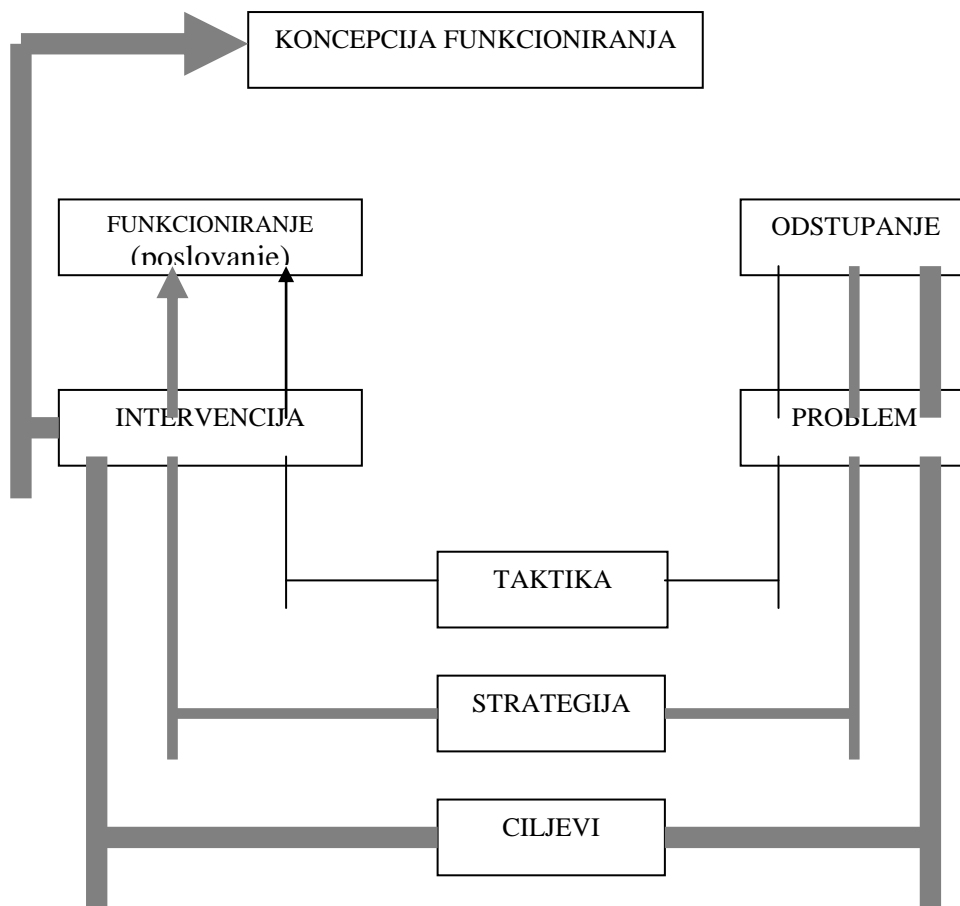 KONCEPCIJA FUNKCIONIRANJA
FUNKCIONIRANJE
(poslovanje)
ODSTUPANJE
INTERVENCIJA
PROBLEM
TAKTIKA
STRATEGIJA
CILJEVI